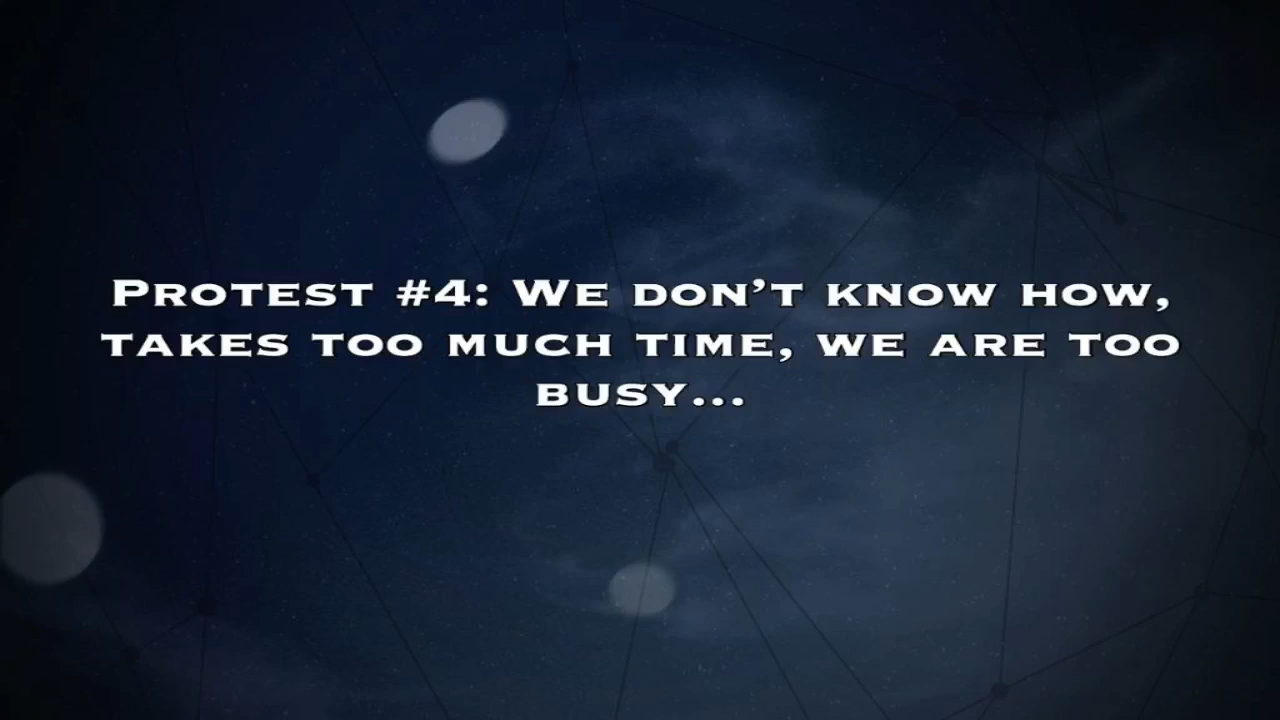 Protest #4: We don’t know how,
takes too much time, we are too
busy...